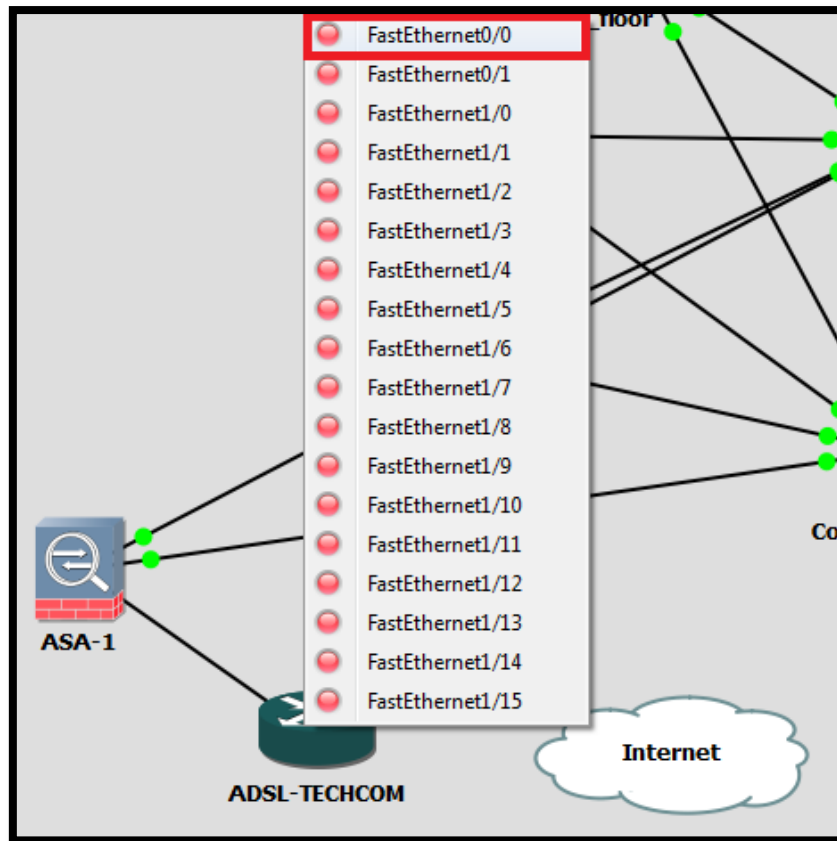 _floor
FastEthernet0/0
FastEthernet0/1
FastEthernet1/0
FastEthernet1/1
FastEthernet1/2
FastEthernet1/3
FastEthernet1/4
FastEthernet1/5
FastEthernet1/6
FastEthernet1/7
FastEthernet1/8
FastEthernet1/9
FastEthernet1/10
FastEthernet1/11
FastEthernet1/12
FastEthernet1/13
FastEthernet1/14
FastEthernet1/15
Co
ASA-1
Internet
ADSL-TECHCOM